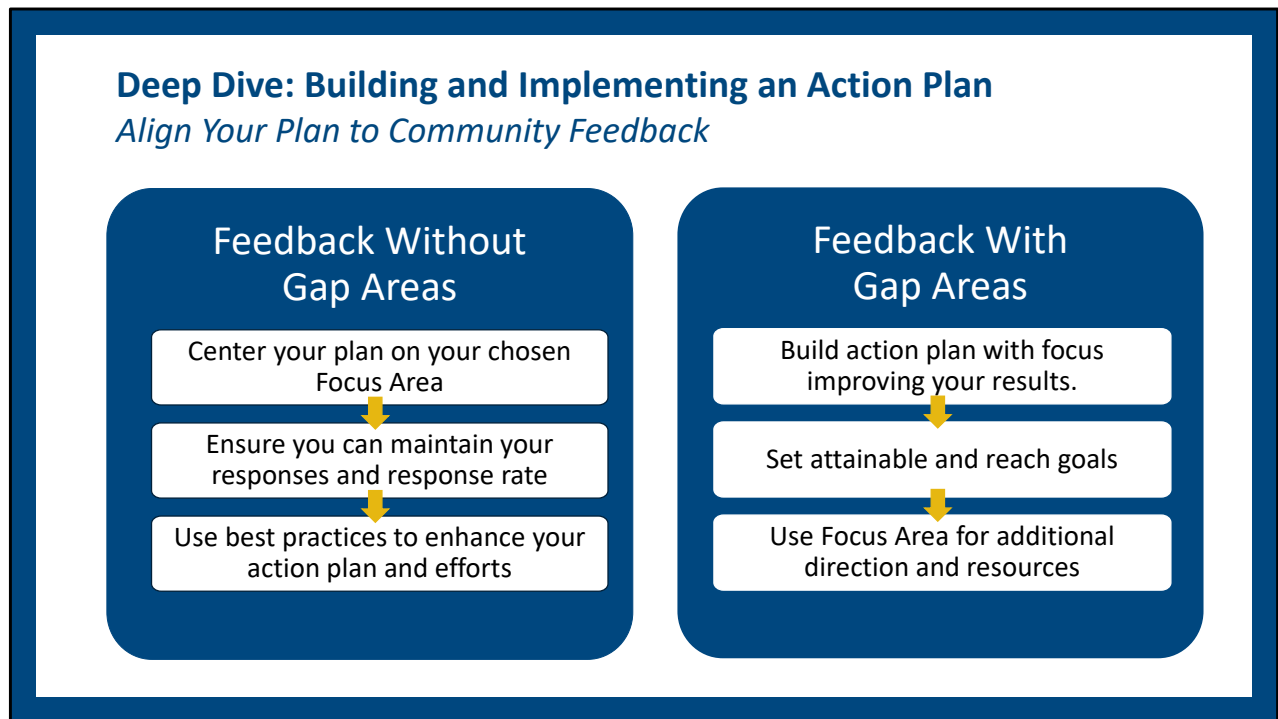 Deep Dive: Building and Implementing an Action Plan
Align Your Plan to Community Feedback
Feedback Without
Gap Areas
Center your plan on your chosen
Focus Area
Ensure you can maintain your
responses and response rate
Use best practices to enhance your
action plan and efforts
Feedback With
Gap Areas
Build action plan with focus
improving your results.
Set attainable and reach goals
Use Focus Area for additional
direction and resources